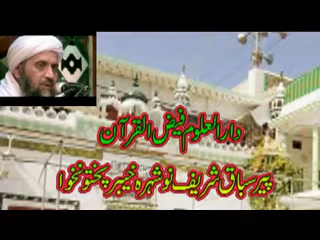 دارالعلوم فیض القرآن
پیر سباق شریف نوشہرہ خیبر پختونخوا